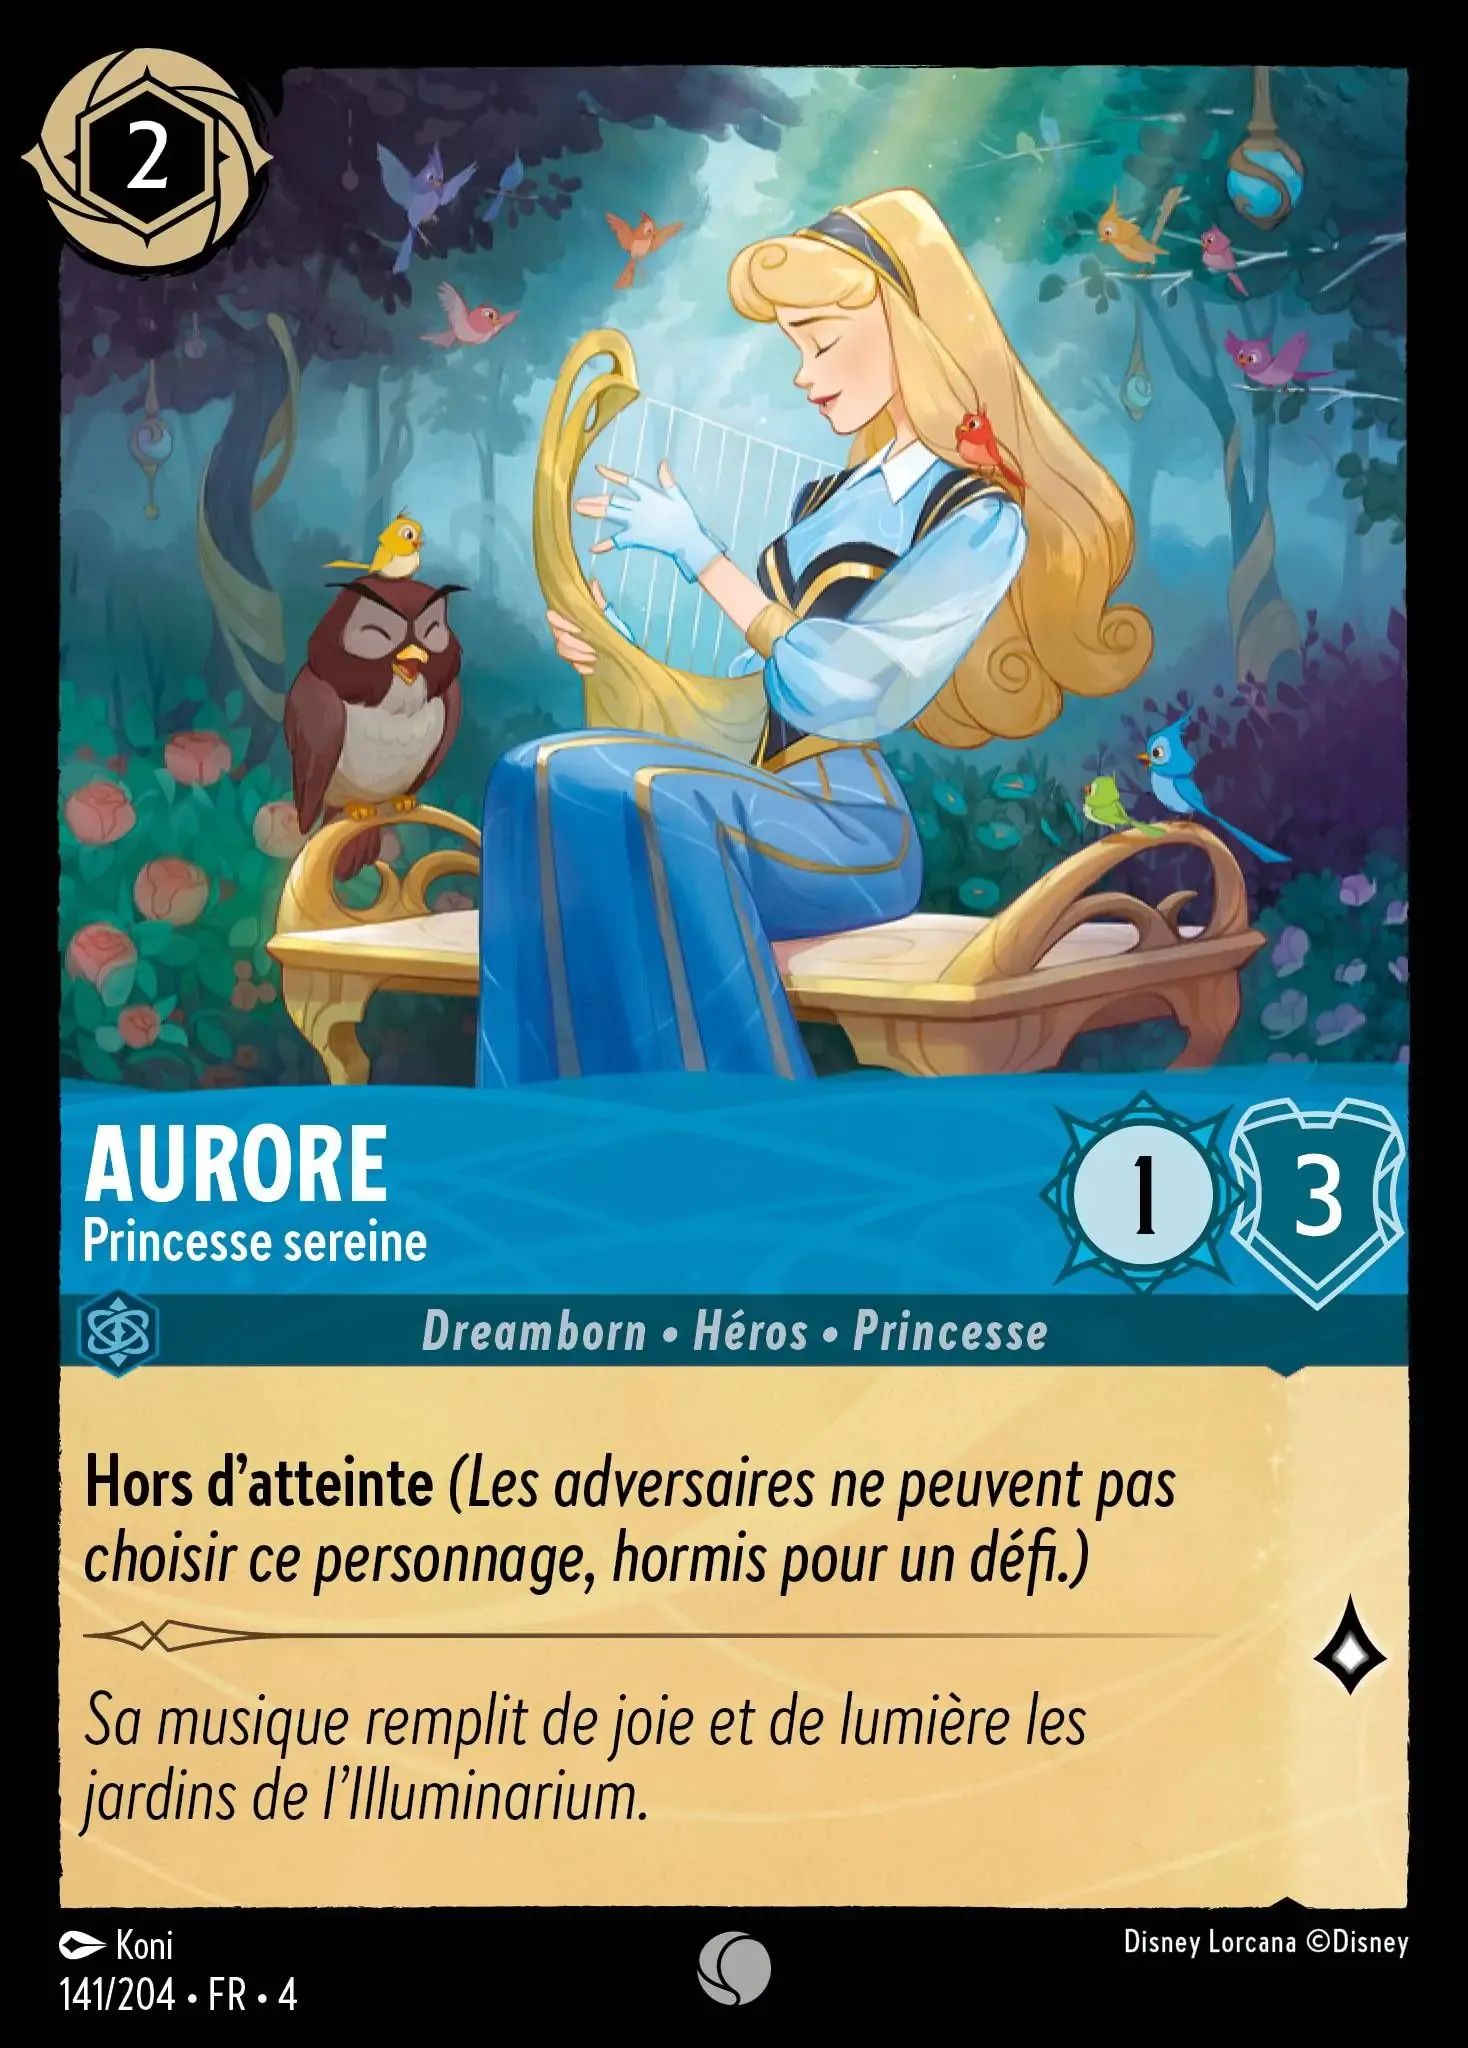 2
AURORE
Princesse sereine
1
3
Dreamborn • Héros • Princesse
Hors d'atteinte (Les adversaires ne peuvent pas
choisir ce personnage, hormis pour un défi.)
Sa musique remplit de joie et de lumière les
jardins de l'Illuminarium.
Koni
Disney Lorcana ©Disney
141/204 • FR • 4